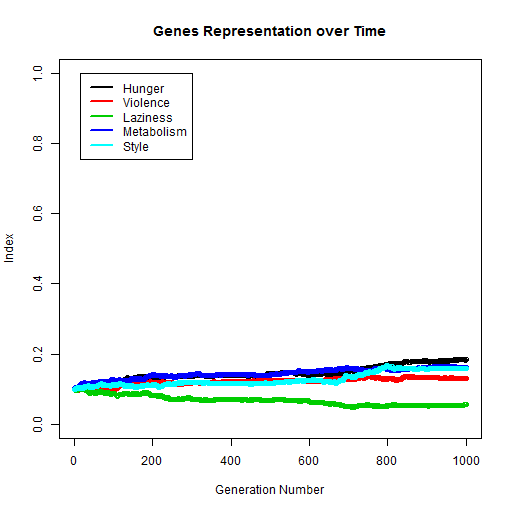 Genes Representation over Time
1.0
0.8
0.6
0.4
0.2
0.0
Index
Hunger
Violence
Laziness
Metabolism
Style
0 200 400 600 800 1000
Generation Number